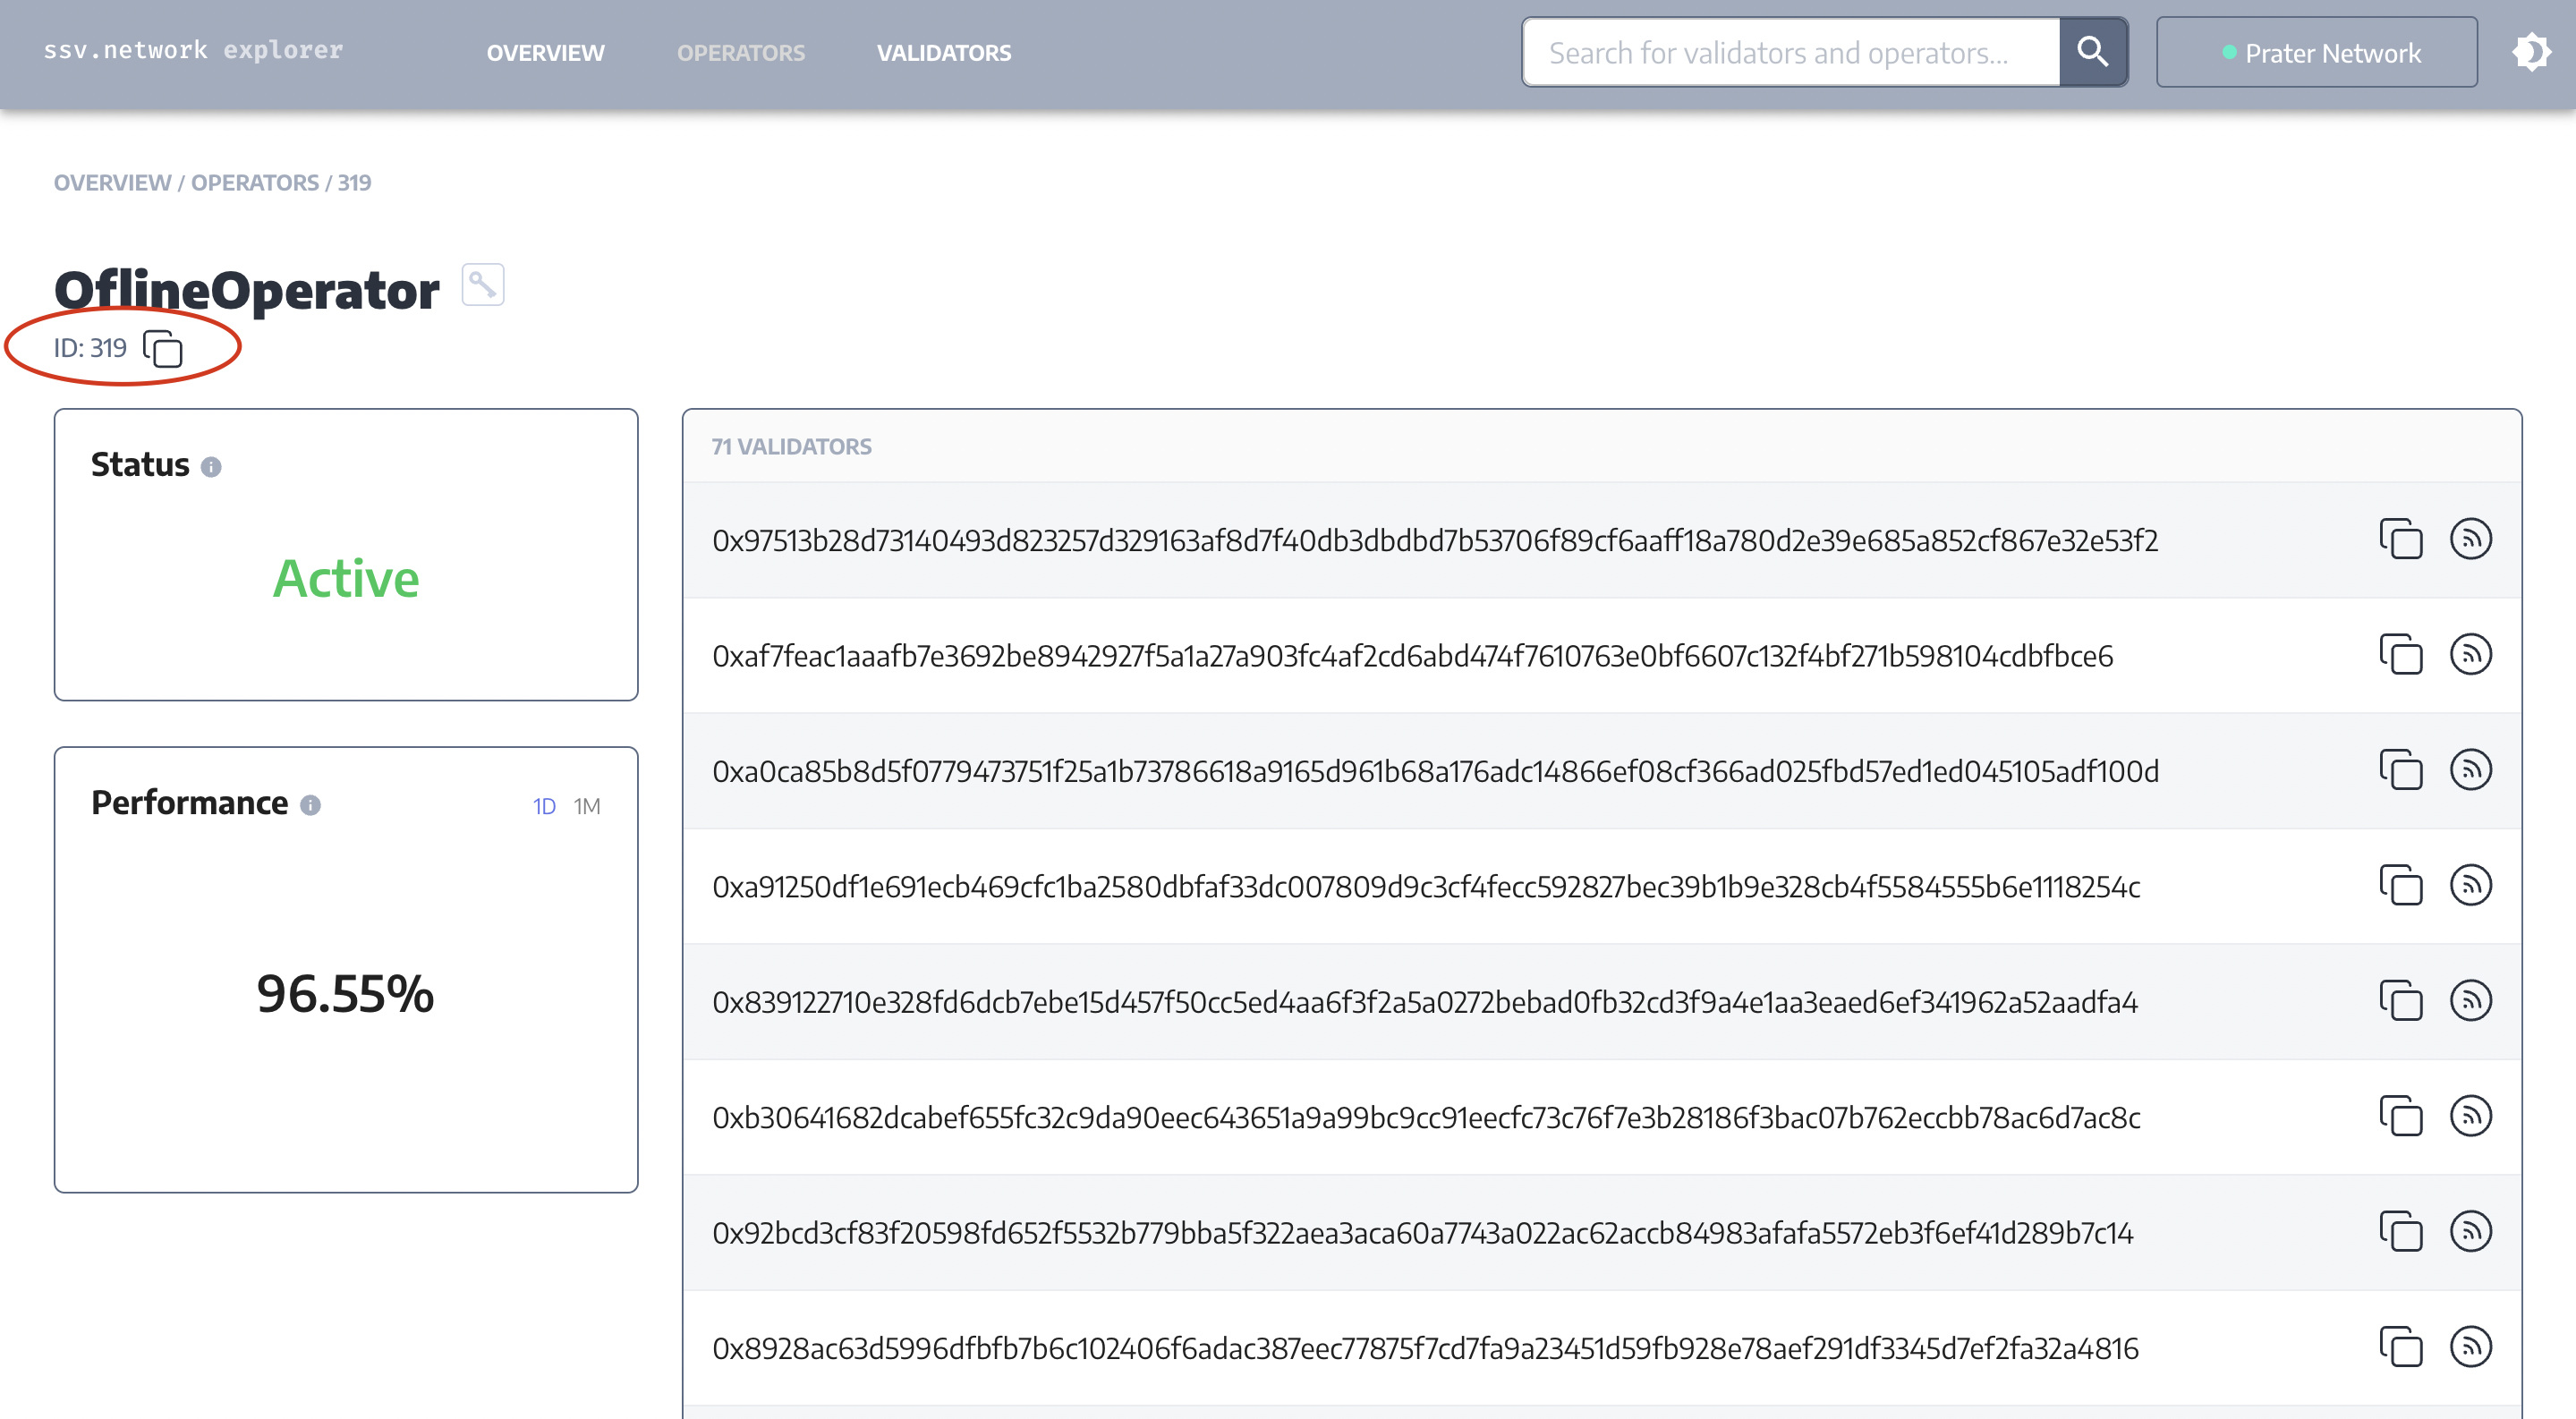 ssv.network explorer
OVERVIEW
OPERATORS
VALIDATORS
Search for validators and operators...
Prater Network
OVERVIEW / OPERATORS / 319
OflineOperator
ID: 319
Status
Active
Performance
1D 1M
96.55%
71 VALIDATORS
0x97513b28d73140493d823257d329163af8d7f40db3dbdbd7b53706f89cf6aaff18a780d2e39e685a852cf867e32e53f2
0xaf7feac1aaafb7e3692be8942927f5a1a27a903fc4af2cd6abd474f7610763e0bf6607c132f4bf271b598104cdbfbce6
0xa0ca85b8d5f0779473751f25a1b73786618a9165d961b68a176adc14866ef08cf366ad025fbd57ed1ed045105adf100d
0xa91250df1e691ecb469cfc1ba2580dbfaf33dc007809d9c3cf4fecc592827bec39b1b9e328cb4f5584555b6e1118254c
0x839122710e328fd6dcb7ebe15d457f50cc5ed4aa6f3f2a5a0272bebad0fb32cd3f9a4e1aa3eaed6ef341962a52aadfa4
0xb30641682dcabef655fc32c9da90eec643651a9a99bc9cc91eecfc73c76f7e3b28186f3bac07b762eccbb78ac6d7ac8c
0x92bcd3cf83f20598fd652f5532b779bba5f322aea3aca60a7743a022ac62accb84983afafa5572eb3f6ef41d289b7c14
0x8928ac63d5996dfbfb7b6c102406f6adac387eec77875f7cd7fa9a23451d59fb928e78aef291df3345d7ef2fa32a4816